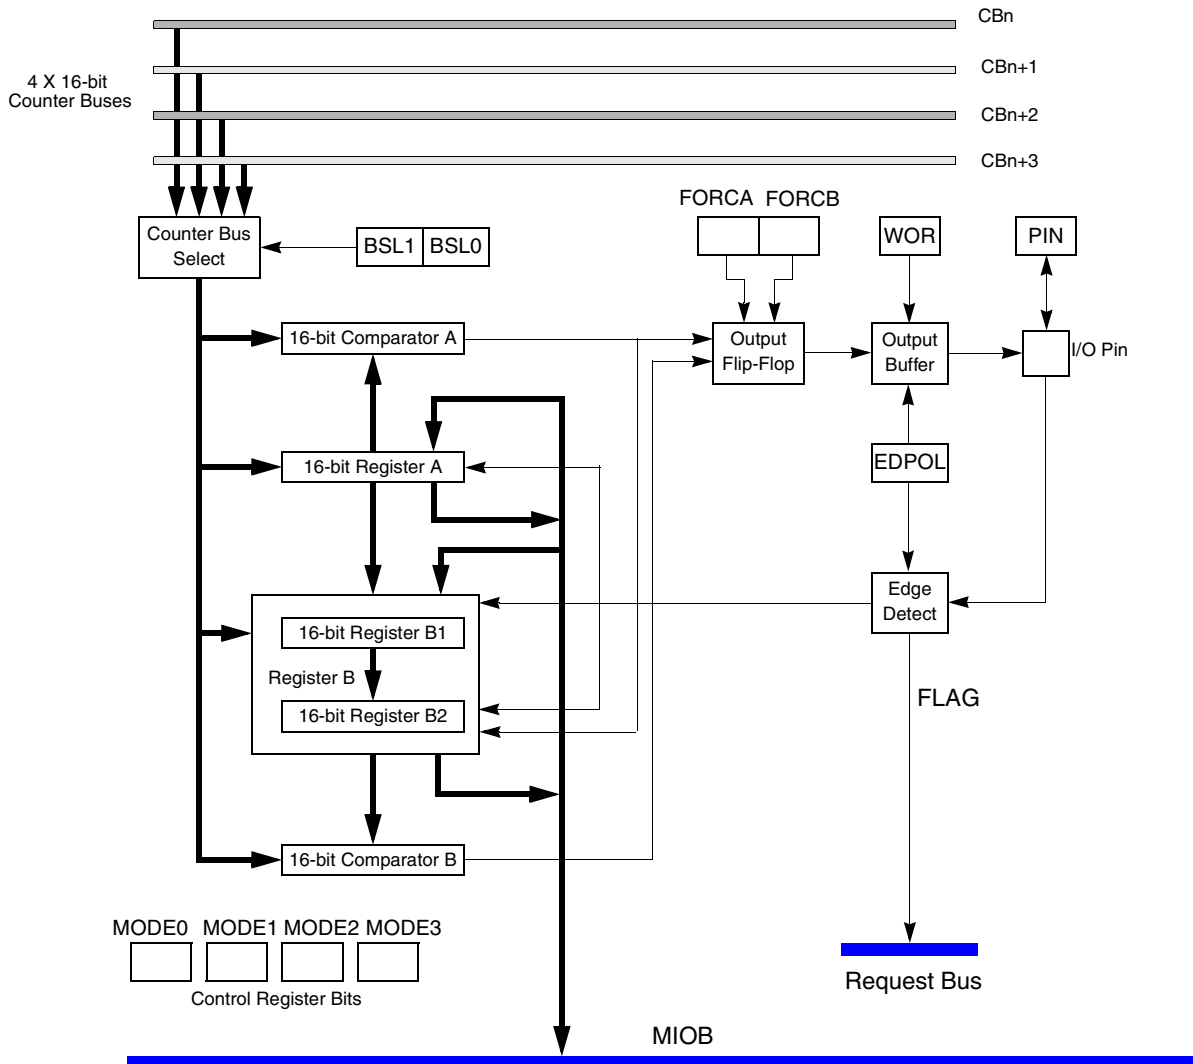 CBn
4 X 16-bit
Counter Buses
CBn+1
CBn+2
CBn+3
FORCA FORCB
Counter Bus
Select
BSL1 BSL0
WOR
PIN
16-bit Comparator A
Output
Flip-Flop
Output
Buffer
I/O Pin
16-bit Register A
EDPOL
Edge
Detect
16-bit Register B1
Register B
16-bit Register B2
FLAG
16-bit Comparator B
MODE0 MODE1 MODE2 MODE3
Control Register Bits
Request Bus
MIOB